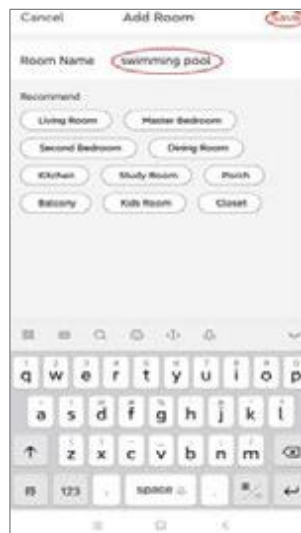 Cancel Add Room Save
Room Name swimming pool
Recommend
Living Room Master Bedroom
Second Bedroom Dining Room
Kitchen Study Room Porch
Balcony Kids Room Closet
q w e r t y u i o p
a s d f g h j k l
z x c v b n m
123 , space .